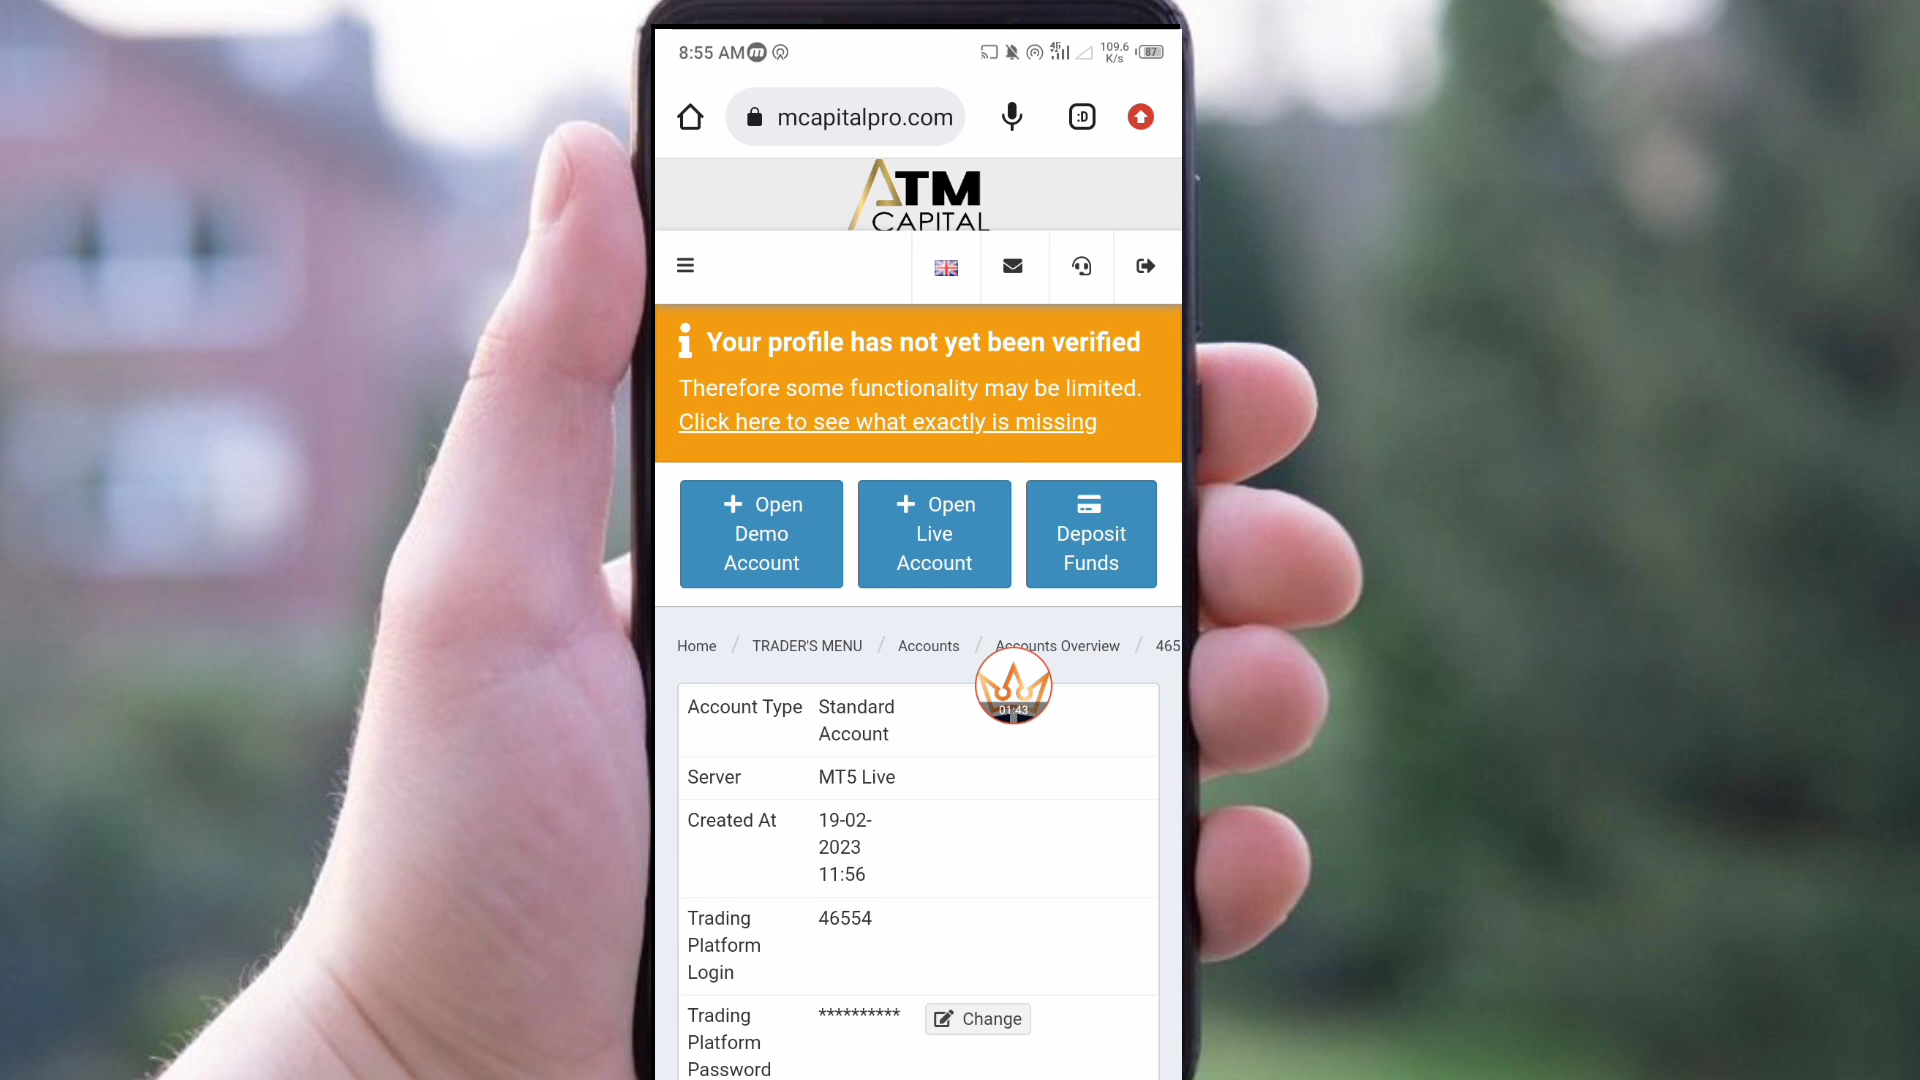 8:55 AM
109.6
K/s
87
mcapitalpro.com
:D
ATM
CAPITAL
Your profile has not yet been verified
Therefore some functionality may be limited.
Click here to see what exactly is missing
Open Demo Account
Open Live Account
Deposit Funds
Home / TRADER'S MENU / Accounts / Accounts Overview / 465
Account Type Standard Account
01:43
Server MT5 Live
Created At 19-02-2023 11:56
Trading Platform Login 46554
Trading Platform Password ********** Change